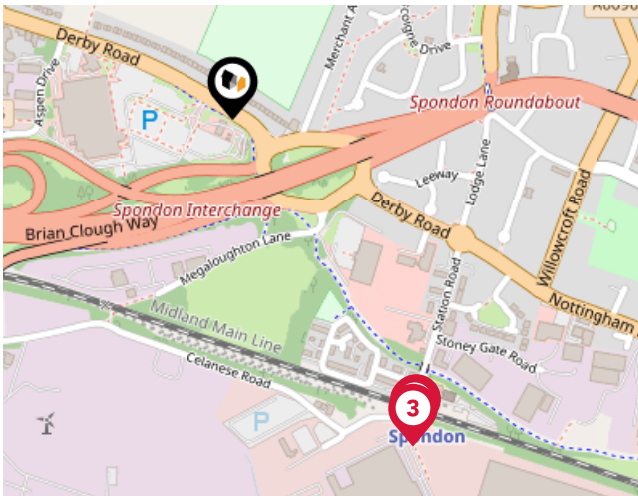 Derby Road
Aspen Drive
P
Merchant A
coigne Drive
A6096
Spondon Roundabout
Leeway
Lodge Lane
Spondon Interchange
Brian Clough Way
Derby Road
Willowcroft Road
Megaloughton Lane
Nottingham
Midland Main Line
Station Road
Stoney Gate Road
Celanese Road
P
3
Spondon